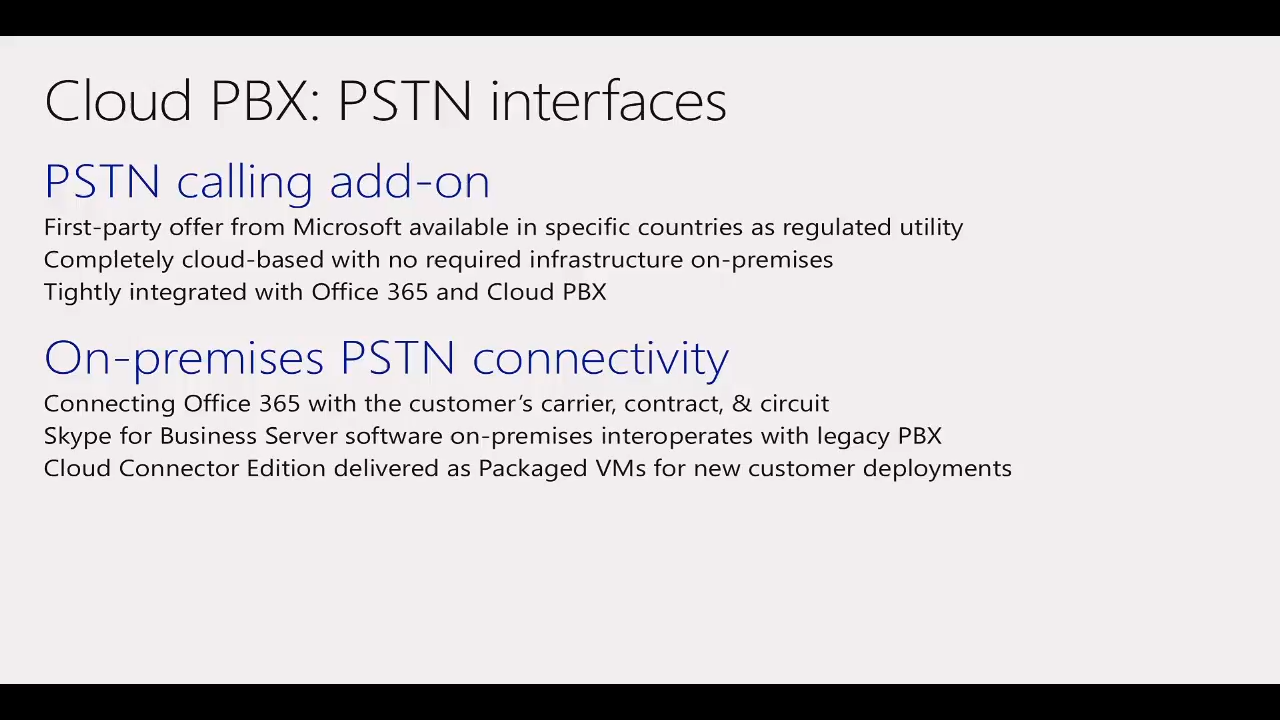 Cloud PBX: PSTN interfaces
PSTN calling add-on
First-party offer from Microsoft available in specific countries as regulated utility
Completely cloud-based with no required infrastructure on-premises
Tightly integrated with Office 365 and Cloud PBX
On-premises PSTN connectivity
Connecting Office 365 with the customer’s carrier, contract, & circuit
Skype for Business Server software on-premises interoperates with legacy PBX
Cloud Connector Edition delivered as Packaged VMs for new customer deployments